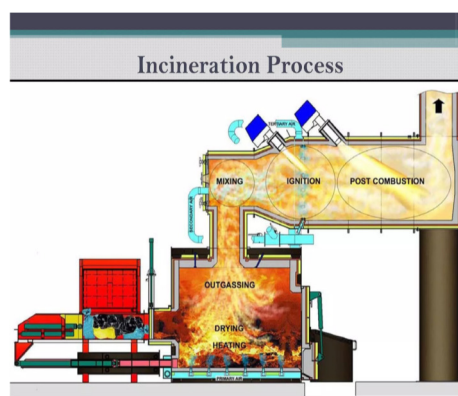 Incineration Process
TERTIARY AIR
MIXING
IGNITION
POST COMBUSTION
SECONDARY AIR
OUTGASSING
DRYING
HEATING
PRIMARY AIR